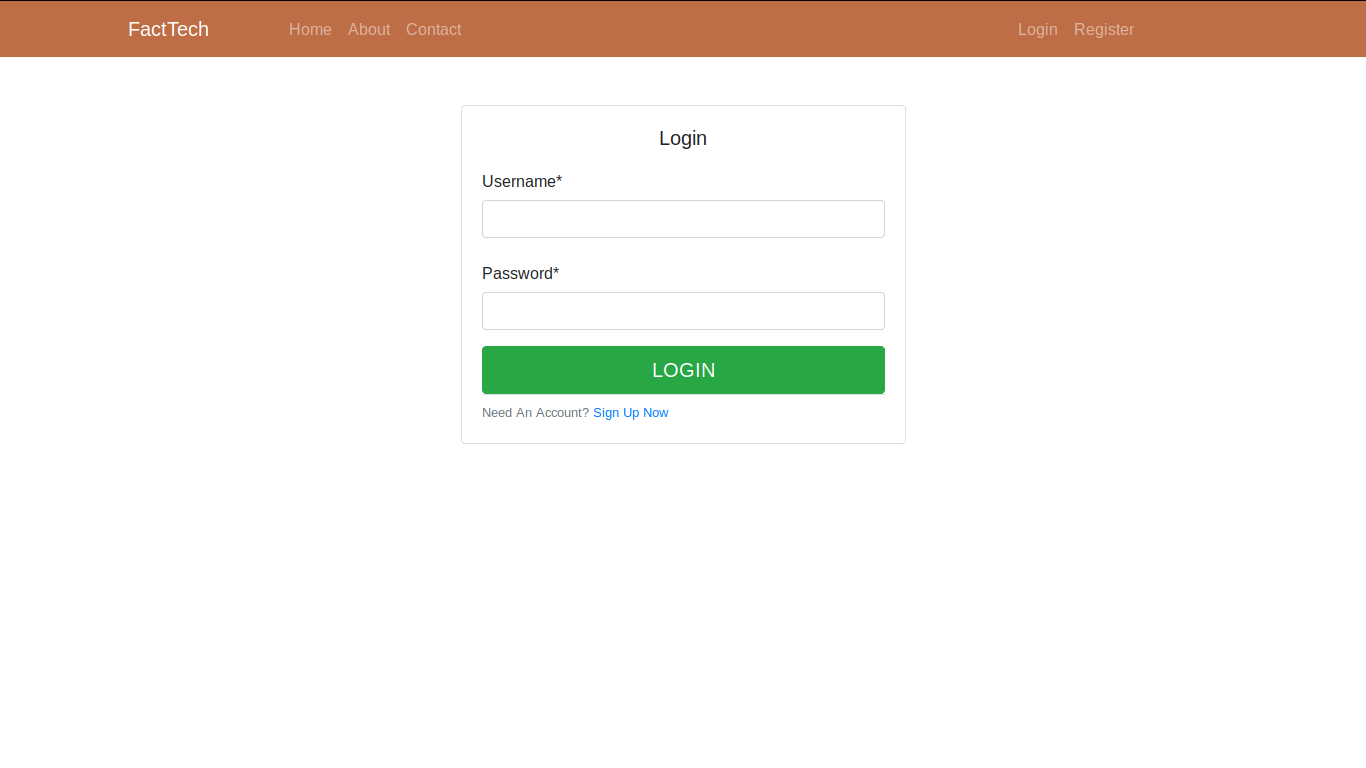 FactTech Home About Contact Login Register
Login
Username*
Password*
LOGIN
Need An Account? Sign Up Now